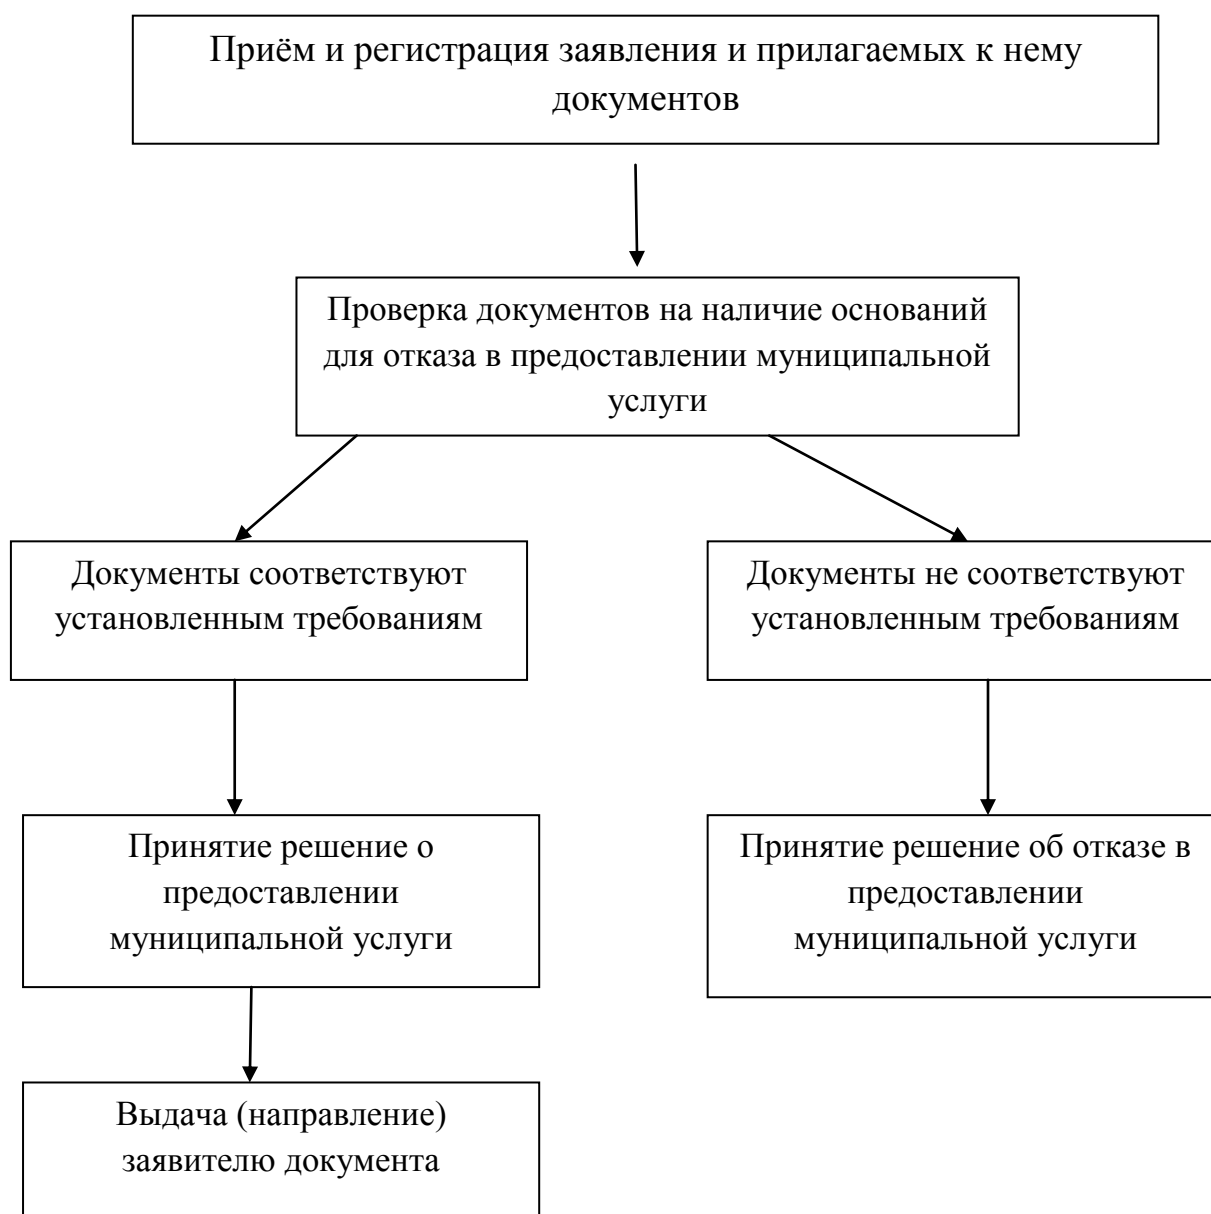 Приём и регистрация заявления и прилагаемых к нему
документов
Проверка документов на наличие оснований
для отказа в предоставлении муниципальной
услуги
Документы соответствуют
установленным требованиям
Документы не соответствуют
установленным требованиям
Принятие решение о
предоставлении
муниципальной услуги
Принятие решение об отказе в
предоставлении
муниципальной услуги
Выдача (направление)
заявителю документа